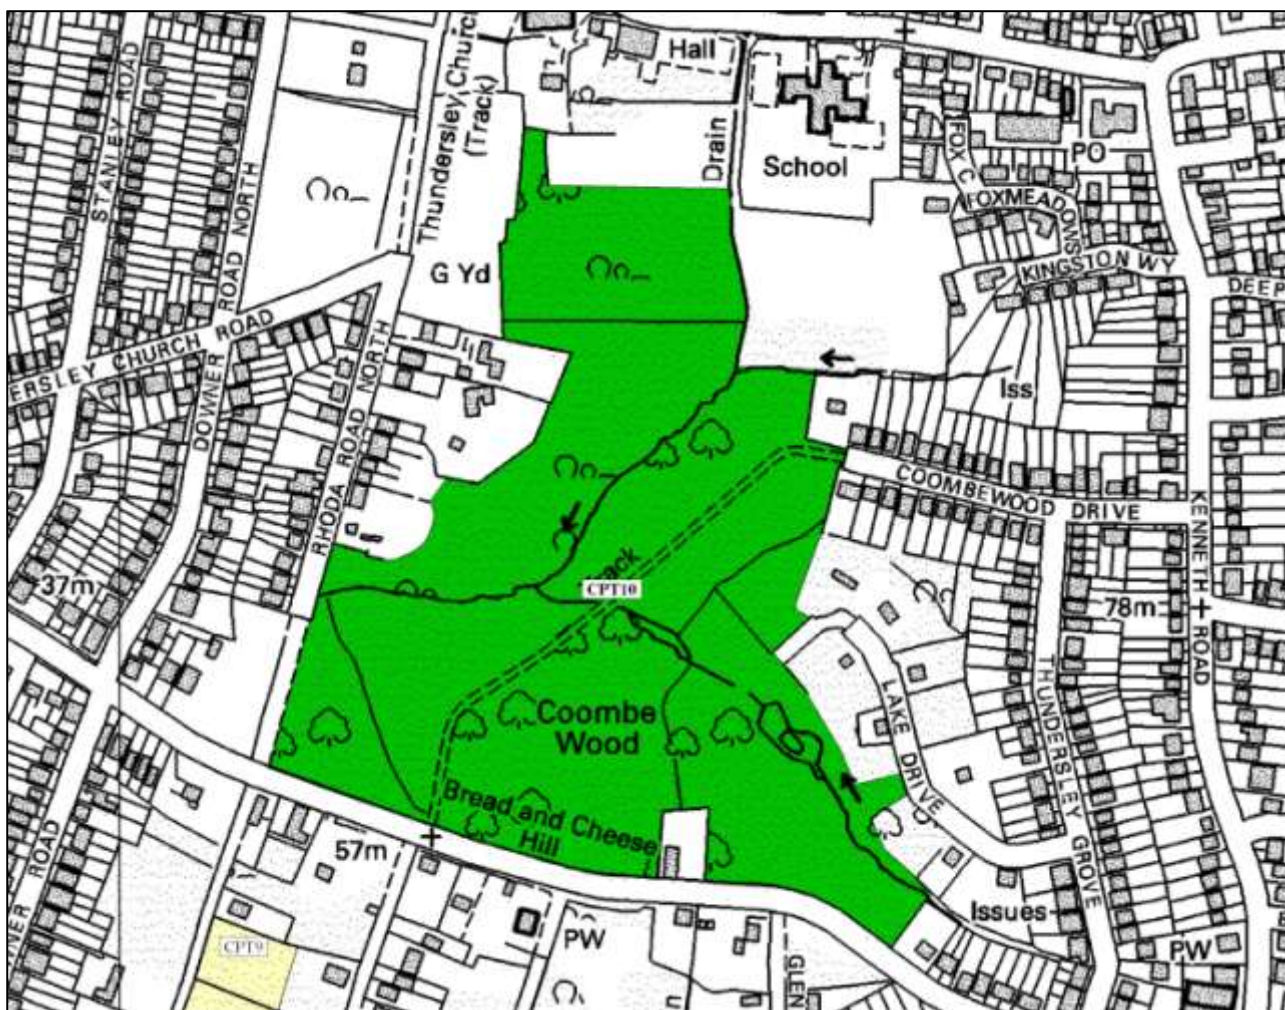 Hall
STANLEY ROAD
Thundersley Church
(Track)
Drain
School
PO
FOX C
FOXMEADOWS
KINGSTON WY
DEEP
G Yd
DOWNER ROAD NORTH
ERSLEY CHURCH ROAD
RHODA ROAD NORTH
Iss
COOMBEWOOD DRIVE
KENNETH ROAD
37m
CPT10
78m
THUNDERSLEY GROVE
LAKE DRIVE
Coombe
Wood
Bread and Cheese
Hill
57m
ROAD
Issues
PW
PW
CPT9
GLEN